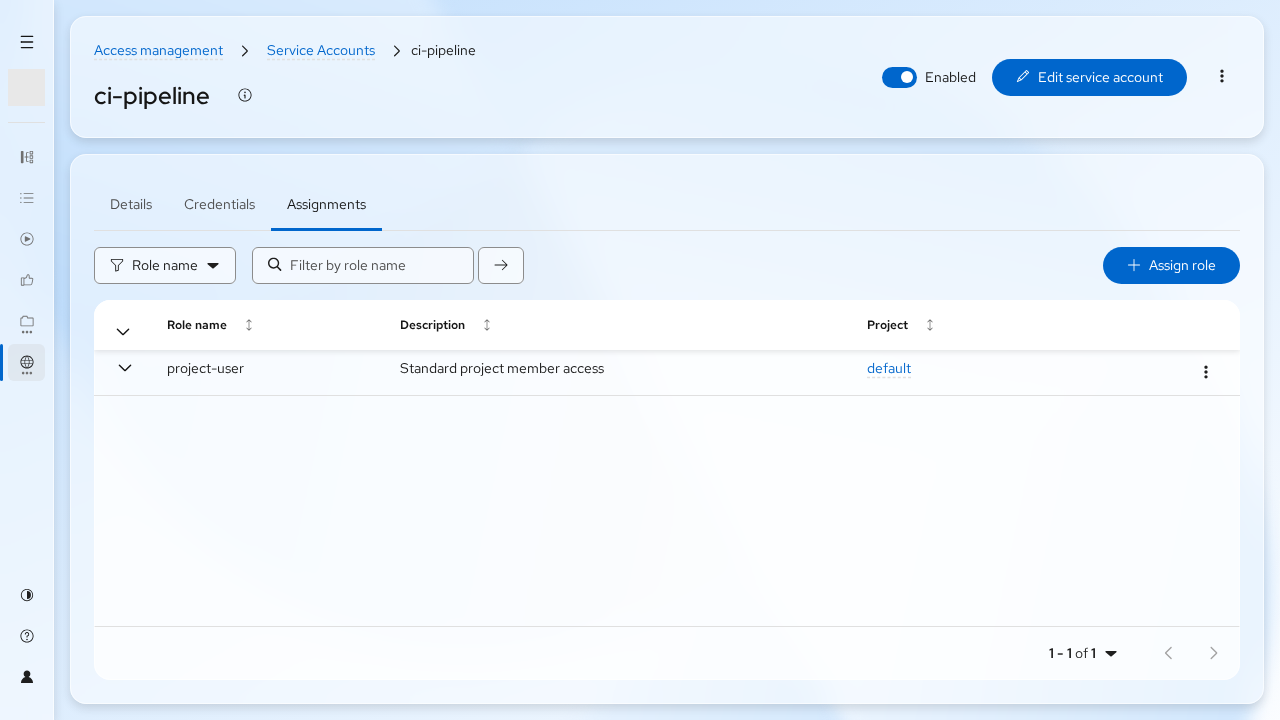 Access management Service Accounts ci-pipeline
ci-pipeline
Enabled Edit service account
Details Credentials Assignments
Role name Filter by role name Assign role
Role name Description Project
project-user Standard project member access default
1 - 1 of 1